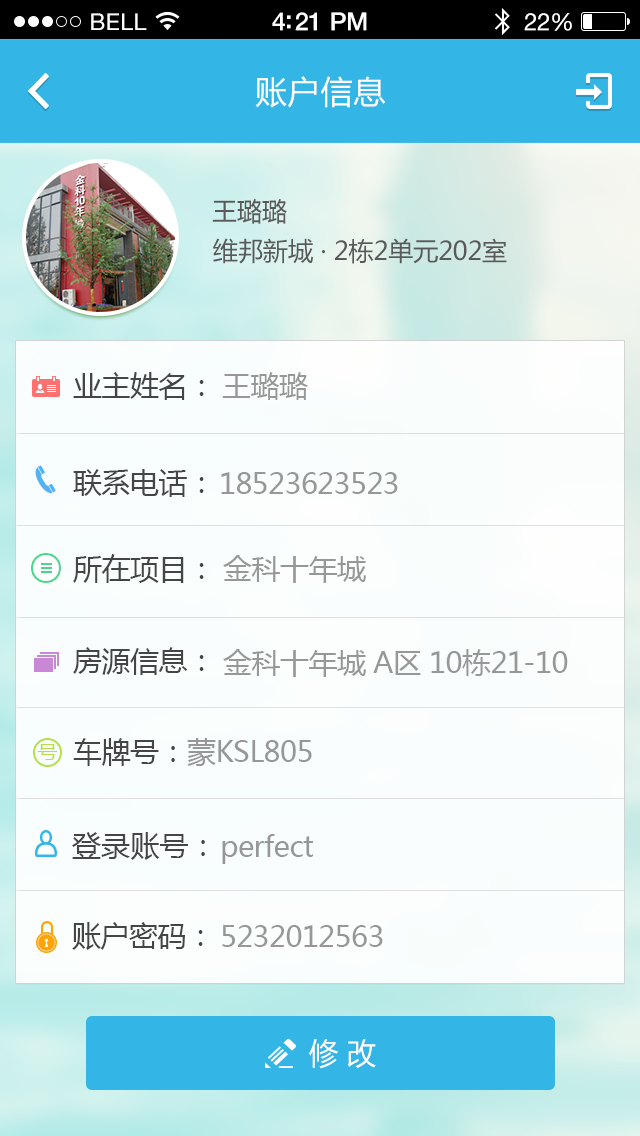 BELL 4:21 PM 22%
账户信息
金科10年城
王璐璐
维邦新城 · 2栋2单元202室
业主姓名： 王璐璐
联系电话： 18523623523
所在项目： 金科十年城
房源信息： 金科十年城 A区 10栋21-10
号 车牌号：蒙KSL805
登录账号： perfect
账户密码： 5232012563
修改